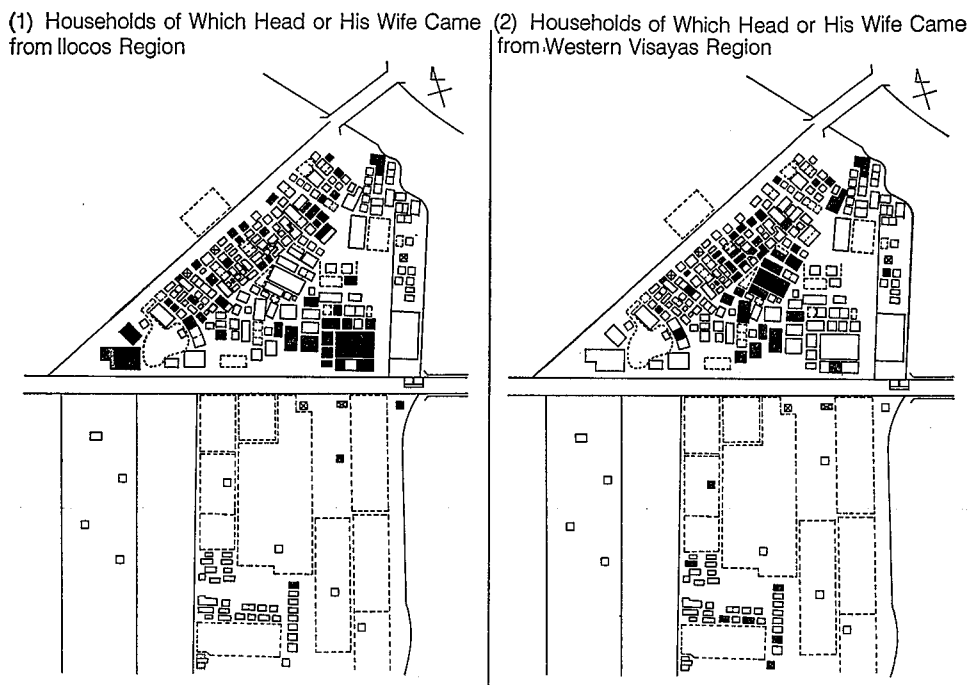 (1) Households of Which Head or His Wife Came
from Ilocos Region
(2) Households of Which Head or His Wife Came
from Western Visayas Region